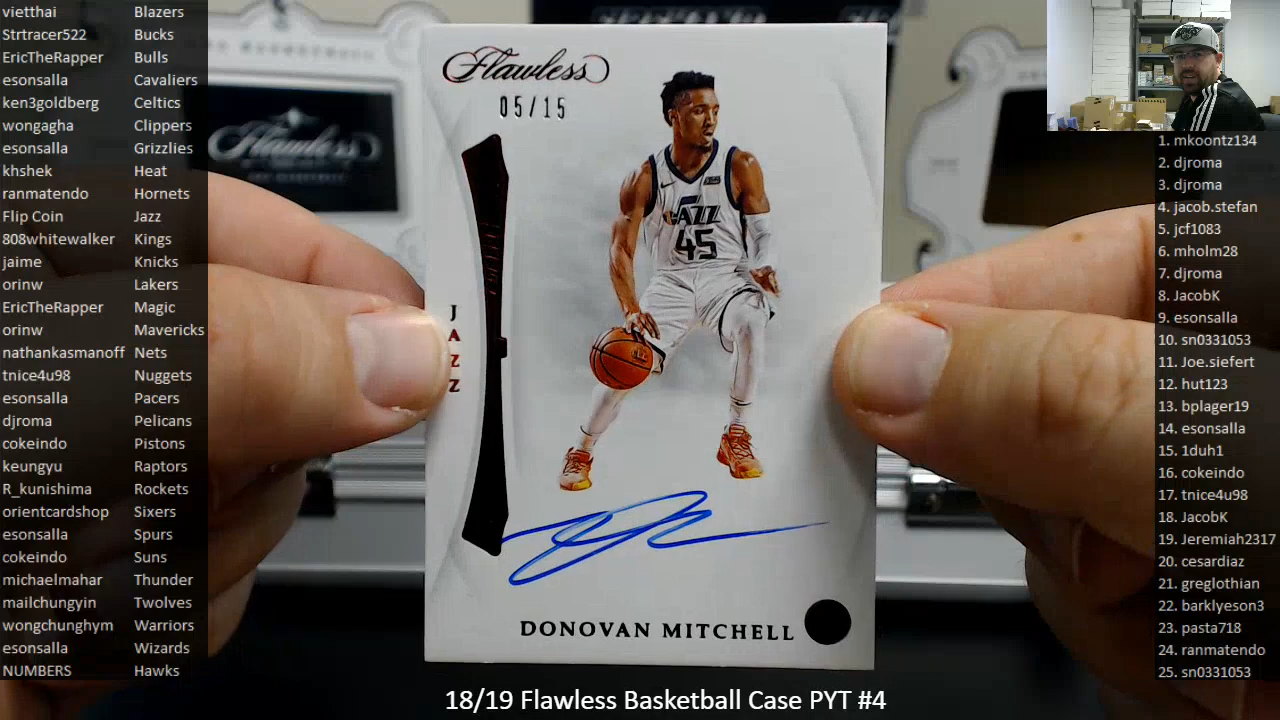 vietthai Blazers
Strtracer522 Bucks
EricTheRapper Bulls
esonsalla Cavaliers
ken3goldberg Celtics
wongagha Clippers
esonsalla Grizzlies
khshek Heat
ranmatendo Hornets
Flip Coin Jazz
808whitewalker Kings
jaime Knicks
orinw Lakers
EricTheRapper Magic
orinw Mavericks
nathankasmanoff Nets
tnice4u98 Nuggets
esonsalla Pacers
djroma Pelicans
cokeindo Pistons
keungyu Raptors
R_kunishima Rockets
orientcardshop Sixers
esonsalla Spurs
cokeindo Suns
michaelmahar Thunder
mailchungyin Twolves
wongchunghym Warriors
esonsalla Wizards
NUMBERS Hawks
Flawless
Flawless
05/15
JAZZ
45
JAZZ
DONOVAN MITCHELL
1. mkoontz134
2. djroma
3. djroma
4. jacob.stefan
5. jcf1083
6. mholm28
7. djroma
8. JacobK
9. esonsalla
10. sn0331053
11. Joe.siefert
12. hut123
13. bplager19
14. esonsalla
15. 1duh1
16. cokeindo
17. tnice4u98
18. JacobK
19. Jeremiah2317
20. cesardiaz
21. greglothian
22. barklyeson3
23. pasta718
24. ranmatendo
25. sn0331053
18/19 Flawless Basketball Case PYT #4